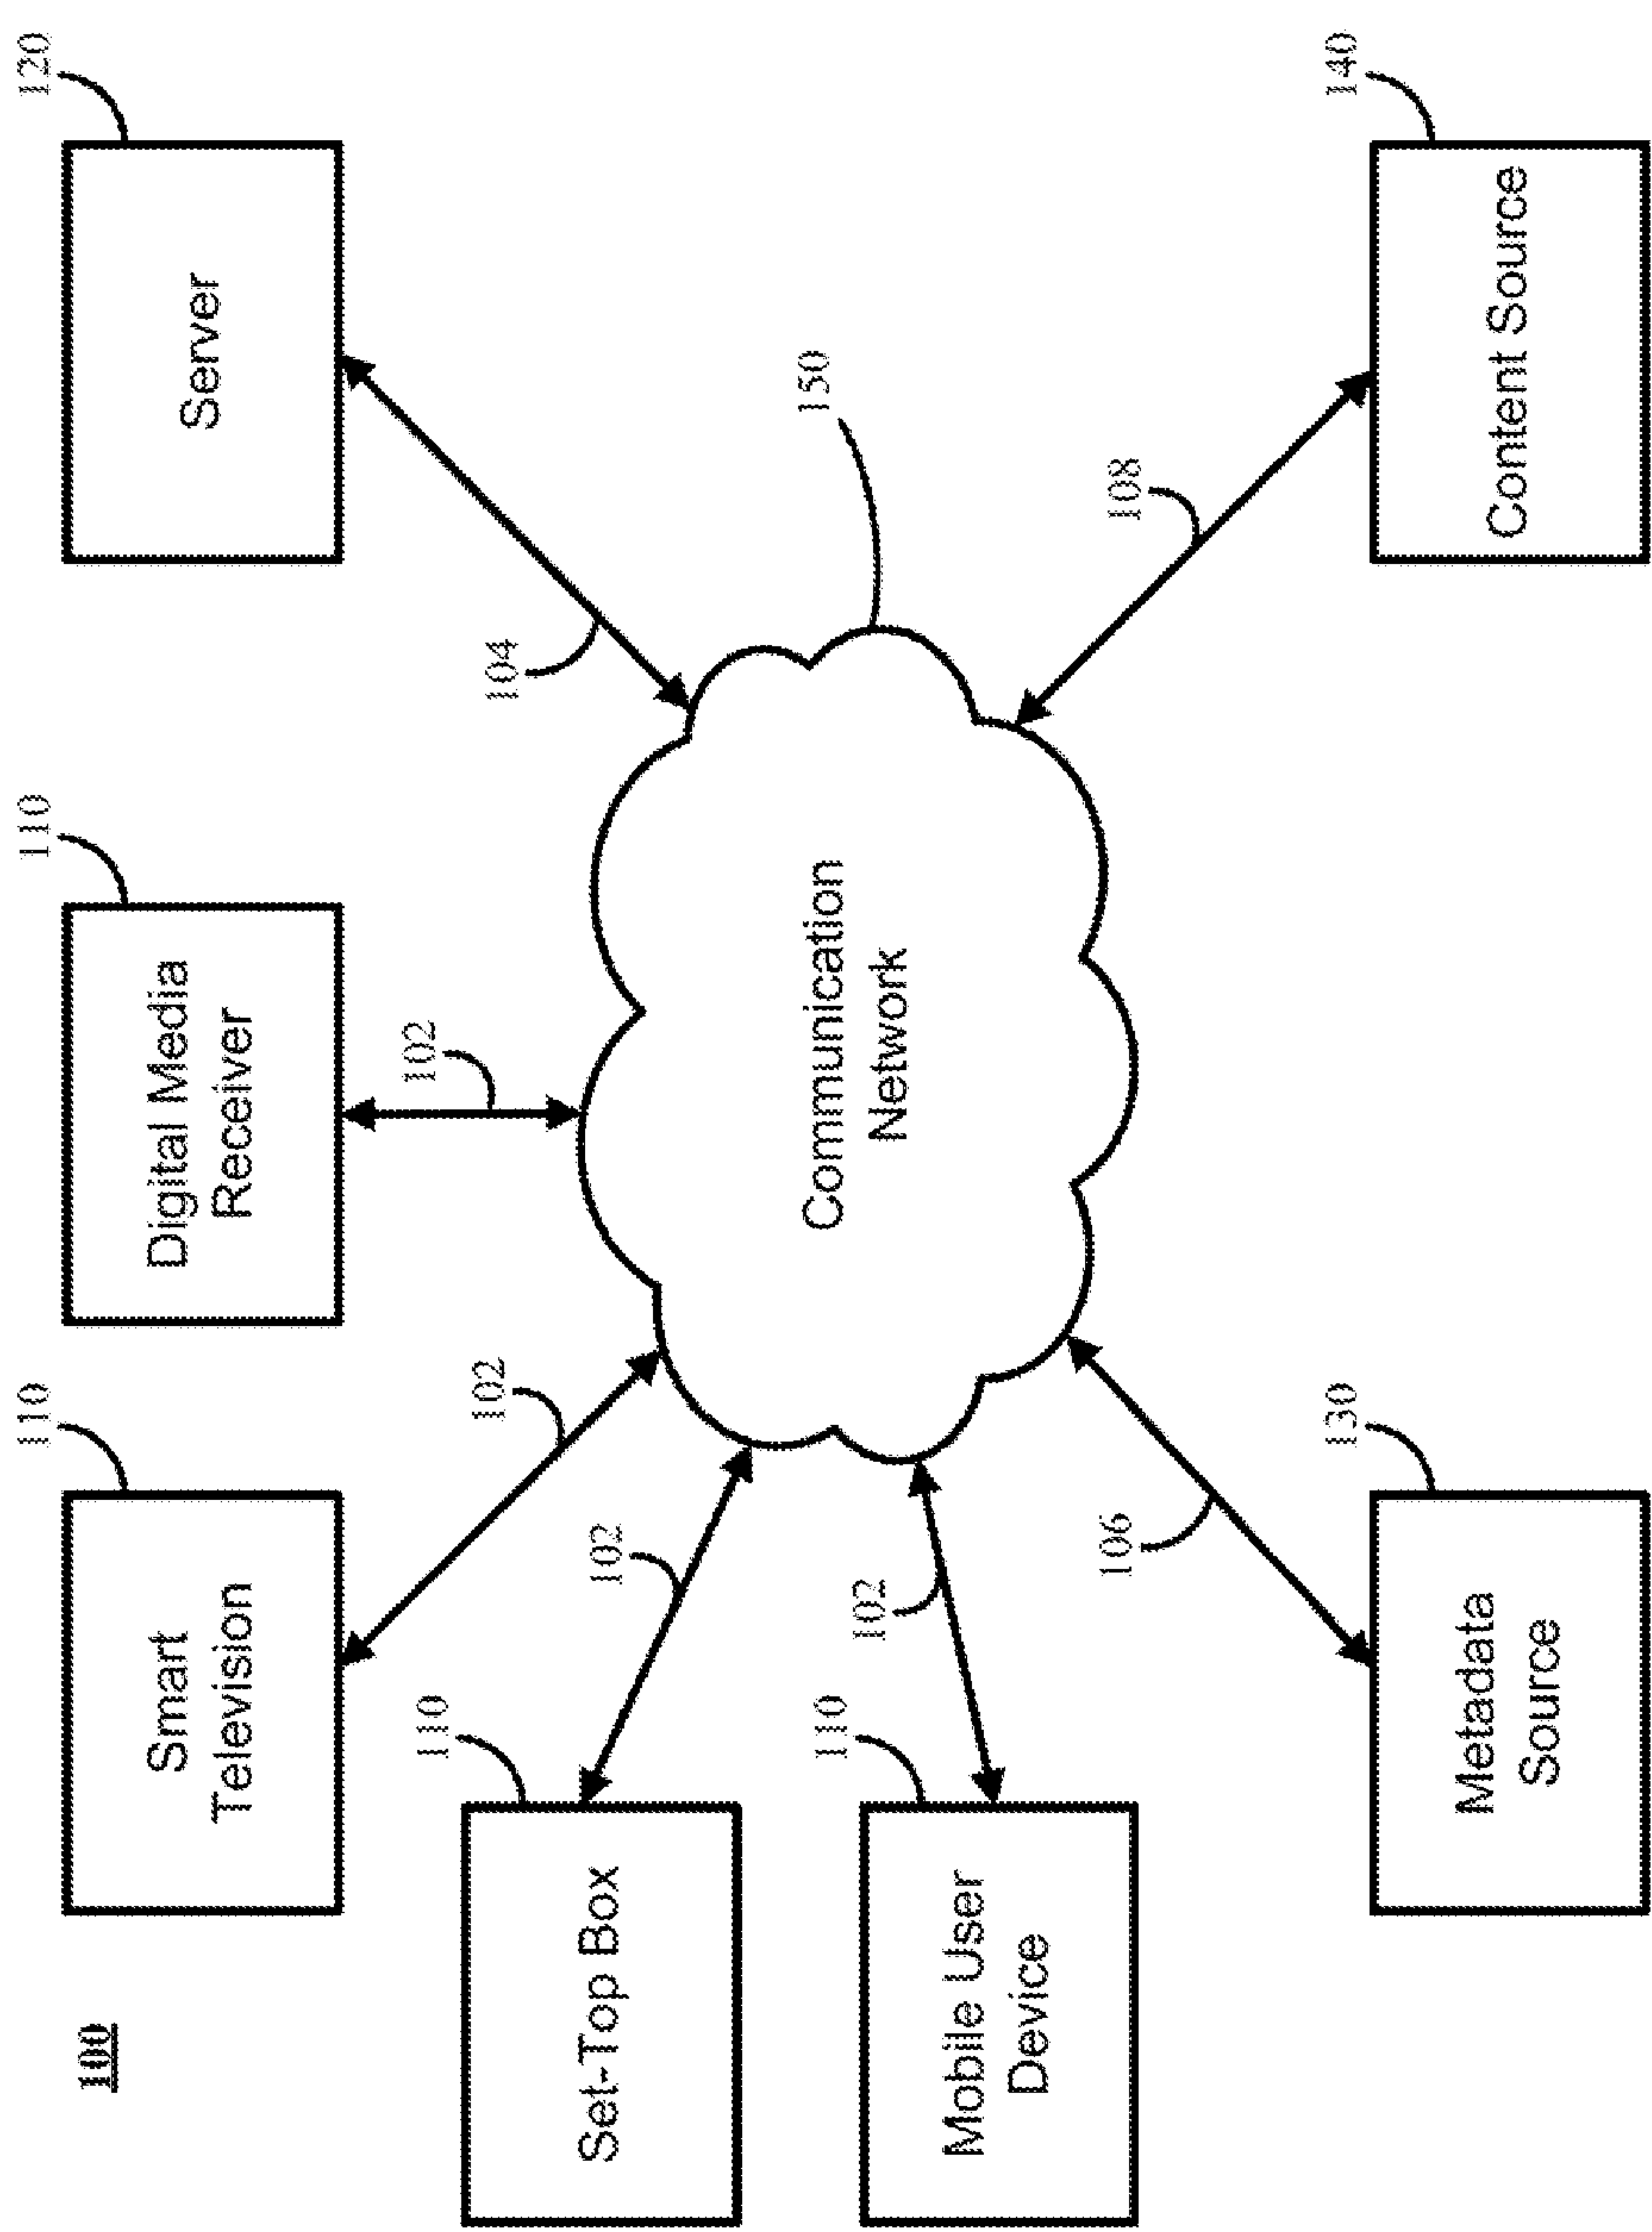 100
110
110
120
Smart
Television
Digital Media
Receiver
Server
102
102
104
110
Set-Top Box
102
150
Communication
Network
110
Mobile User
Device
102
106
108
130
140
Metadata
Source
Content Source